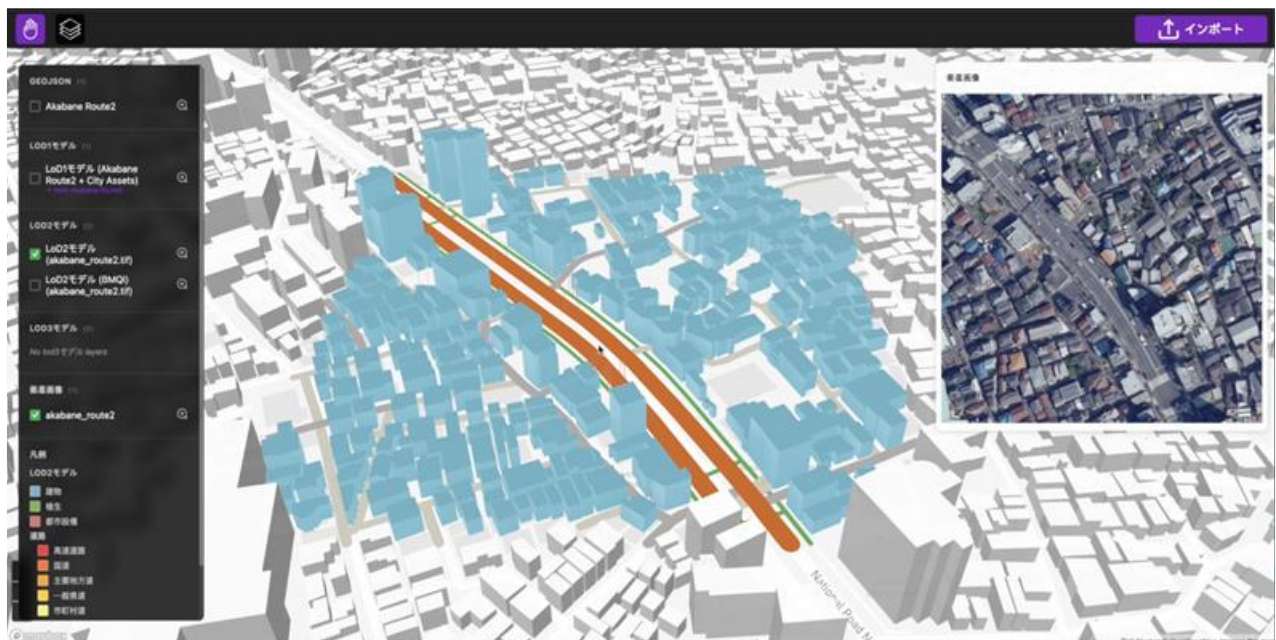 インポート
GEOJSON (1)
Akabane Route2
LOD1モデル (1)
LoD1モデル (Akabane
Route2 + City Assets)
LOD2モデル (2)
LoD2モデル
(akabane_route2.tif)
LoD2モデル (BMQI)
(akabane_route2.tif)
LOD3モデル (0)
No lod3モデル layers
衛星画像 (1)
akabane_route2
凡例
LOD2モデル
建物
植生
都市設備
道路
高速道路
国道
主要地方道
一般県道
市町村道
衛星画像
National Road
mapbox